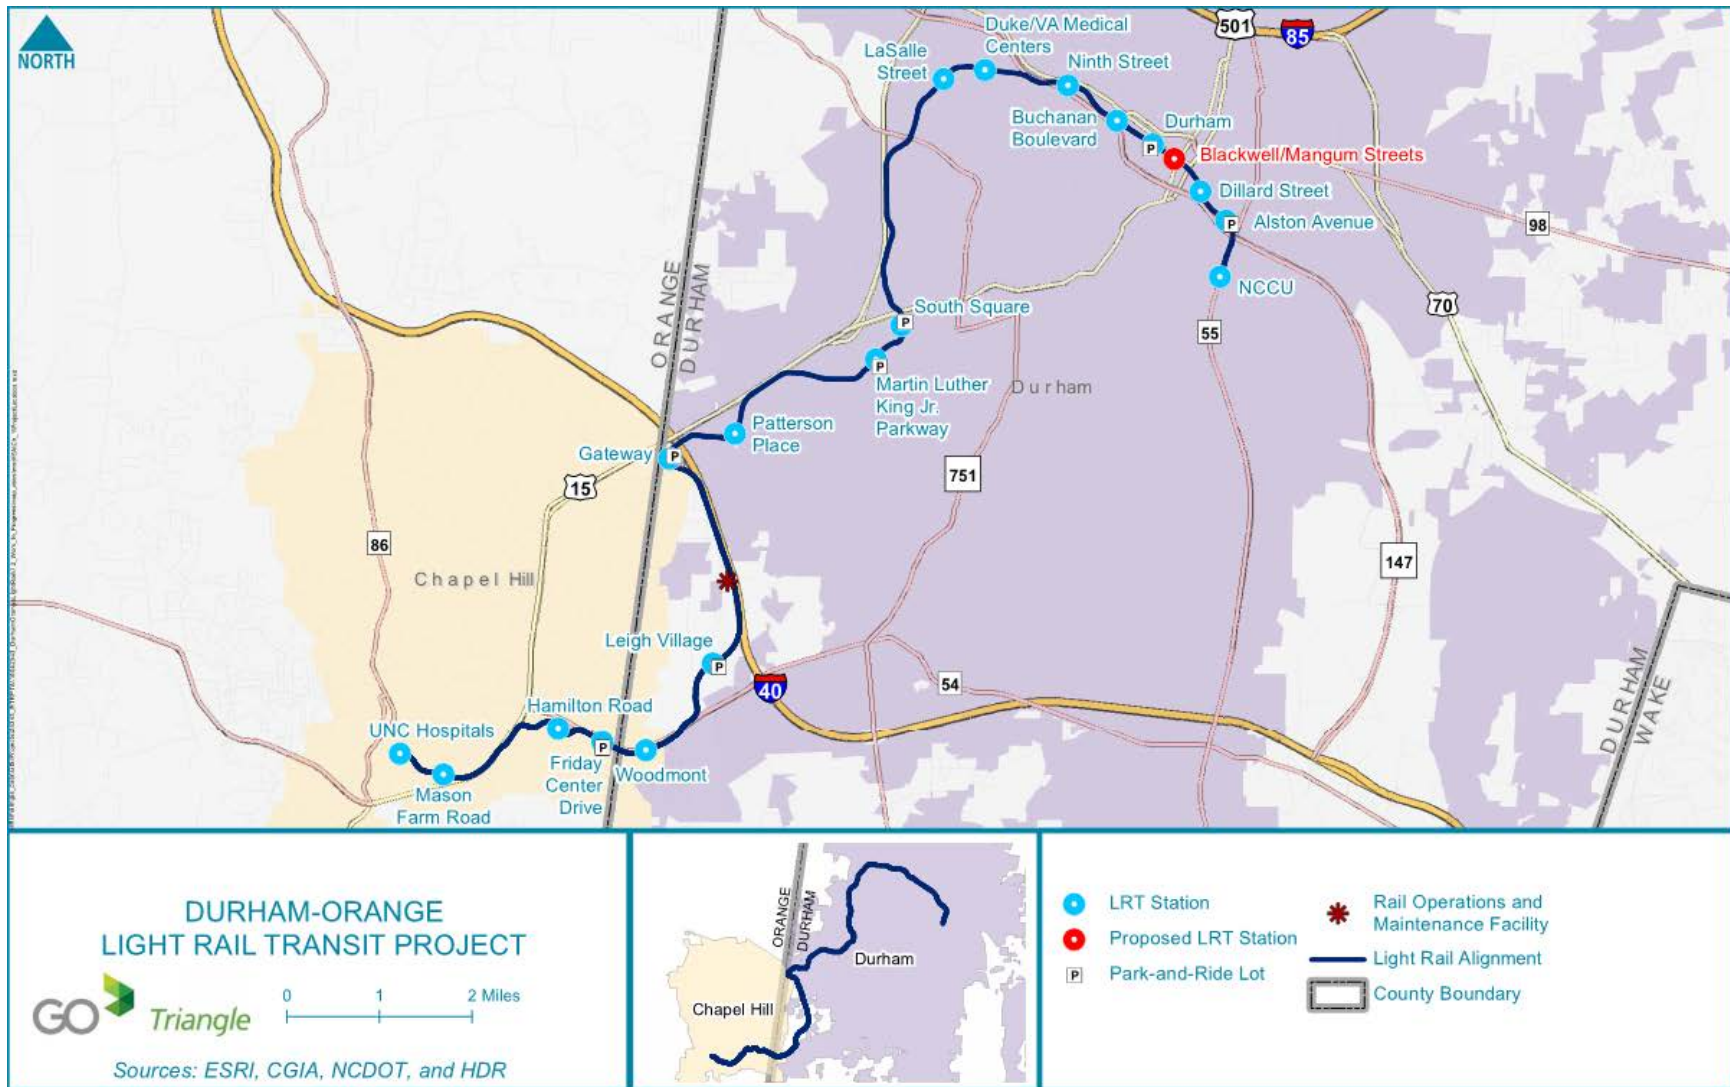 NORTH
LaSalle
Street
Duke/VA Medical
Centers
Ninth Street
501
85
Buchanan
Boulevard
Durham
P
Blackwell/Mangum Streets
Dillard Street
P
Alston Avenue
NCCU
98
70
55
ORANGE
DURHAM
South Square
P
P
Martin Luther
King Jr.
Parkway
Durham
Patterson
Place
Gateway
P
15
751
86
147
Chapel Hill
Leigh Village
P
40
54
DURHAM
WAKE
Hamilton Road
UNC Hospitals
Mason
Farm Road
P
Friday
Center
Drive
Woodmont
DURHAM-ORANGE
LIGHT RAIL TRANSIT PROJECT
GO Triangle
0 1 2 Miles
Sources: ESRI, CGIA, NCDOT, and HDR
ORANGE
DURHAM
Durham
Chapel Hill
LRT Station
Proposed LRT Station
P Park-and-Ride Lot
Rail Operations and
Maintenance Facility
Light Rail Alignment
County Boundary